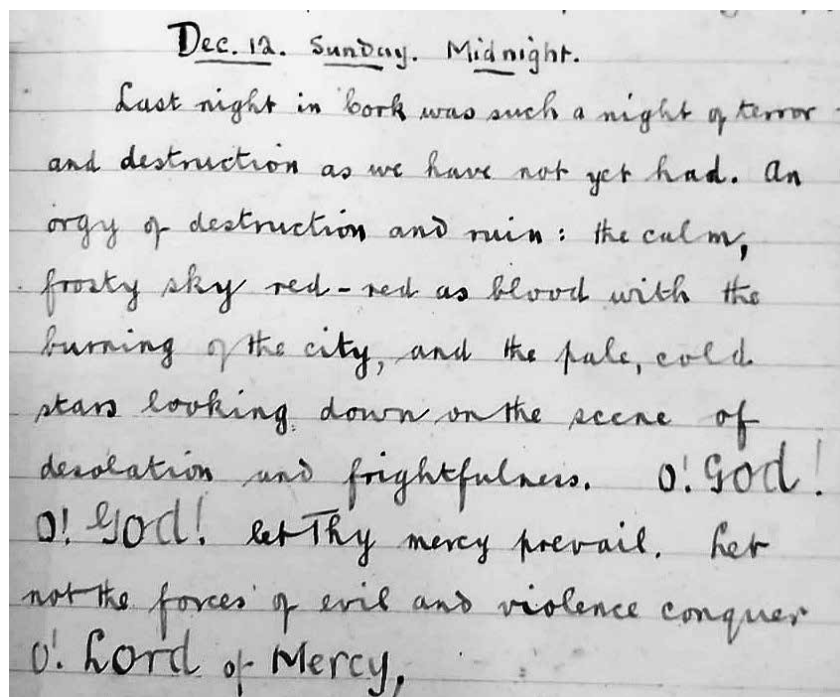 Dec. 12. Sunday. Midnight.
Last night in Cork was such a night of terror
and destruction as we have not yet had. An
orgy of destruction and ruin: the calm,
frosty sky red - red as blood with the
burning of the city, and the pale, cold
stars looking down on the scene of
desolation and frightfulness. O! God!
O! God! let Thy mercy prevail. Let
not the forces of evil and violence conquer
O! Lord of Mercy,